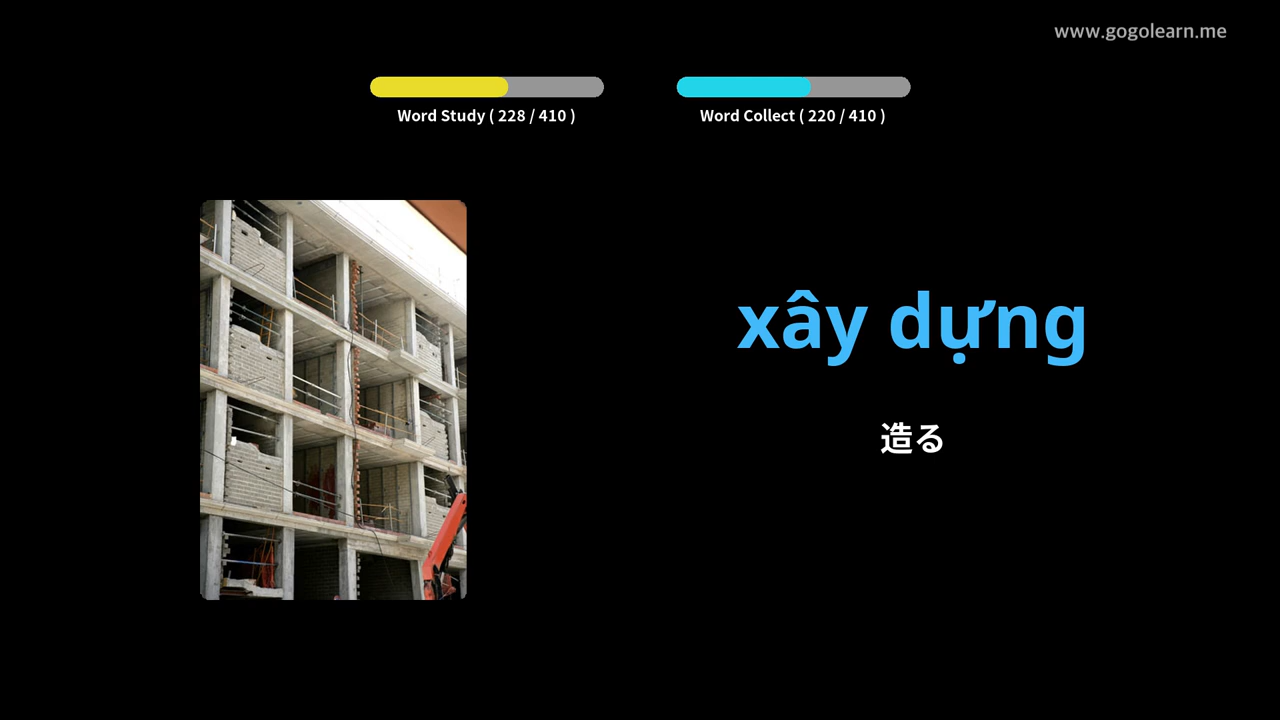 www.gogolearn.me
Word Study ( 228 / 410 )
Word Collect ( 220 / 410 )
xây dựng
造る